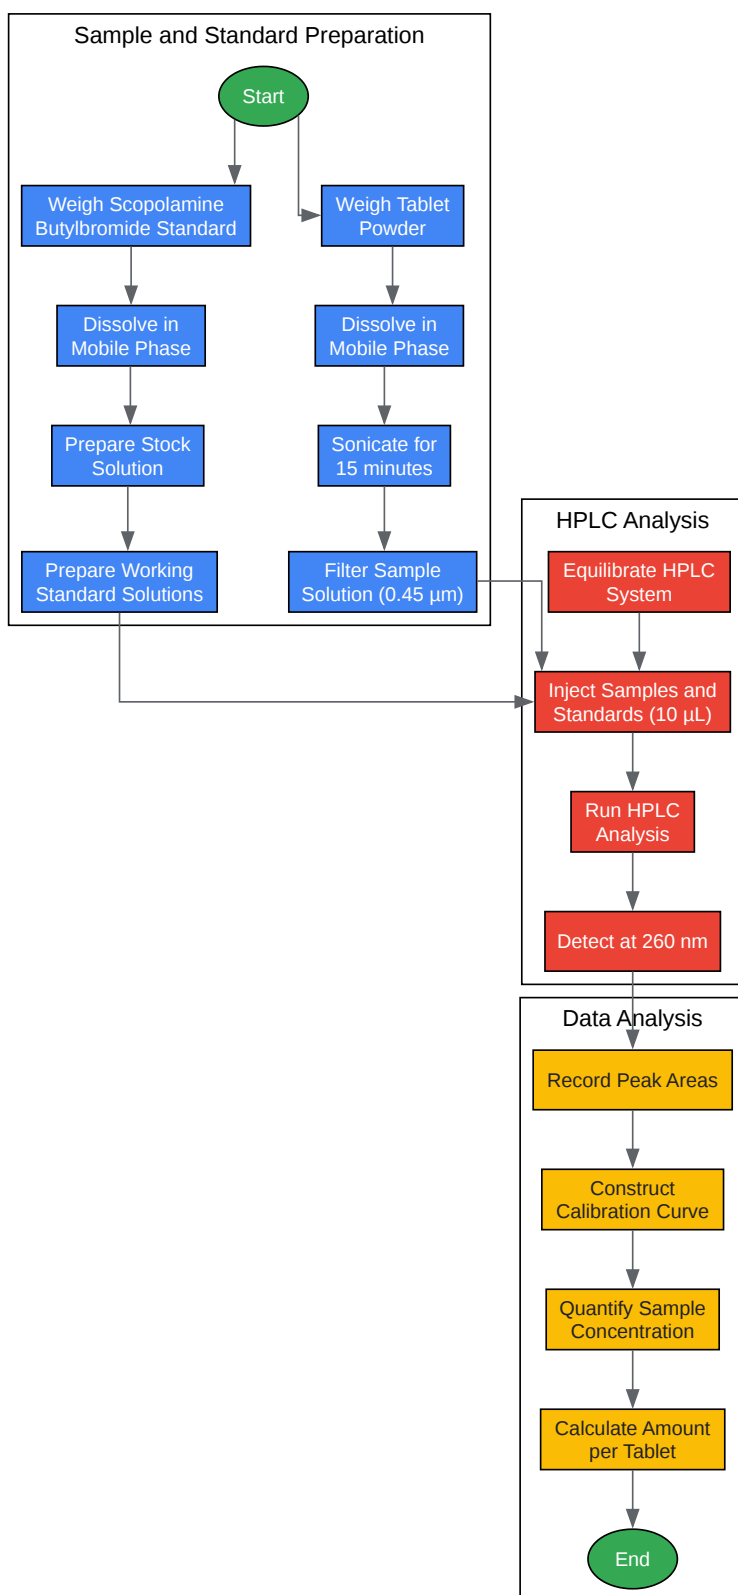 Sample and Standard Preparation
Start
Weigh Scopolamine
Butylbromide Standard
Weigh Tablet
Powder
Dissolve in
Mobile Phase
Dissolve in
Mobile Phase
Prepare Stock
Solution
Sonicate for
15 minutes
Prepare Working
Standard Solutions
Filter Sample
Solution (0.45 µm)
HPLC Analysis
Equilibrate HPLC
System
Inject Samples and
Standards (10 µL)
Run HPLC
Analysis
Detect at 260 nm
Data Analysis
Record Peak Areas
Construct
Calibration Curve
Quantify Sample
Concentration
Calculate Amount
per Tablet
End